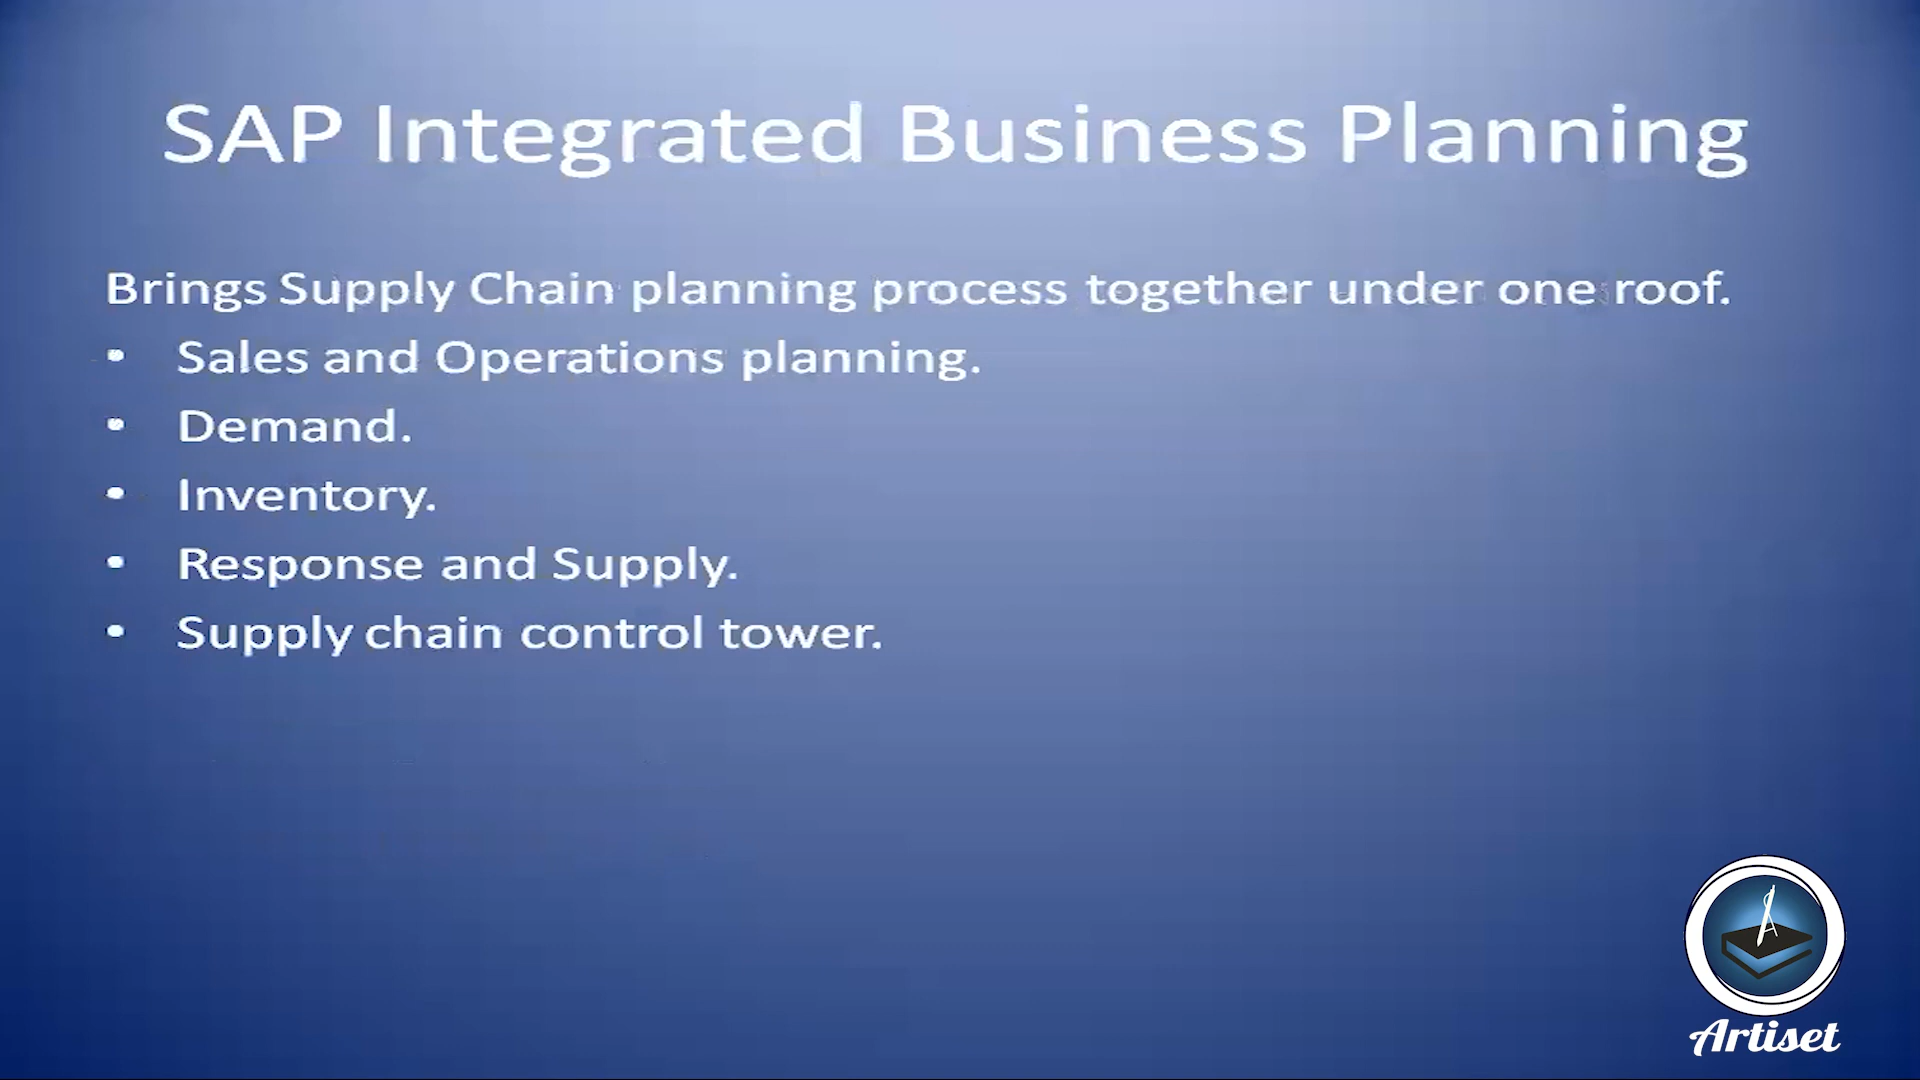 SAP Integrated Business Planning
Brings Supply Chain planning process together under one roof.
• Sales and Operations planning.
• Demand.
• Inventory.
• Response and Supply.
• Supply chain control tower.
Artiset